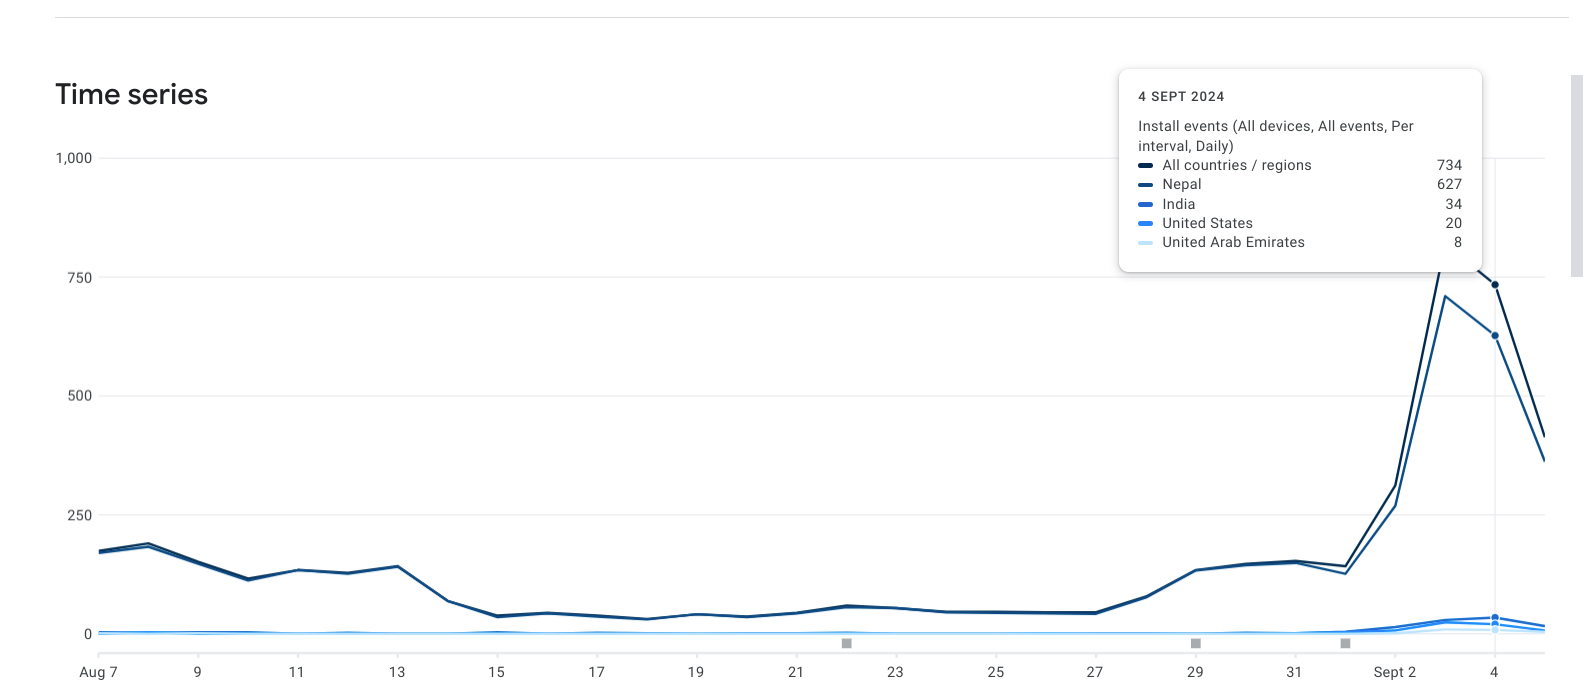 Time series
4 SEPT 2024
Install events (All devices, All events, Per
interval, Daily)
All countries / regions 734
Nepal 627
India 34
United States 20
United Arab Emirates 8
1,000
750
500
250
0
Aug 7 9 11 13 15 17 19 21 23 25 27 29 31 Sept 2 4